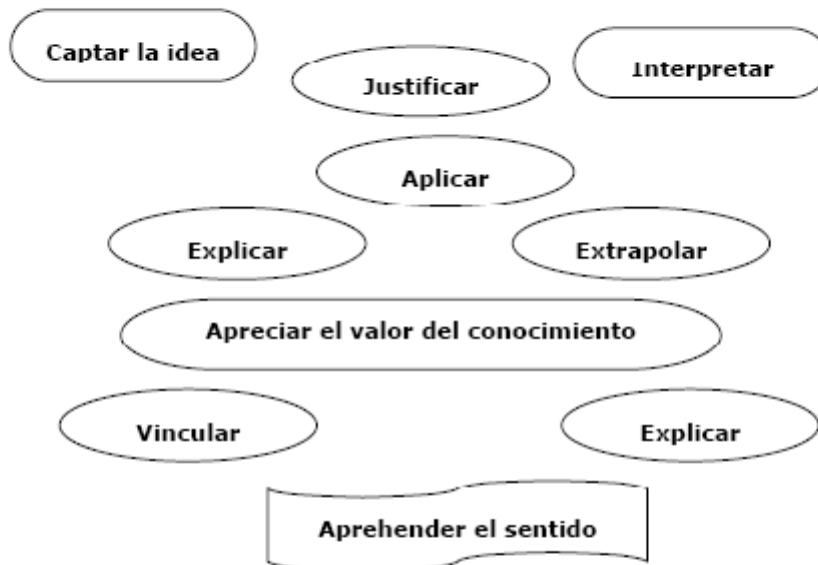 Captar la idea
Justificar
Interpretar
Aplicar
Explicar
Extrapolar
Apreciar el valor del conocimiento
Vincular
Explicar
Aprehender el sentido